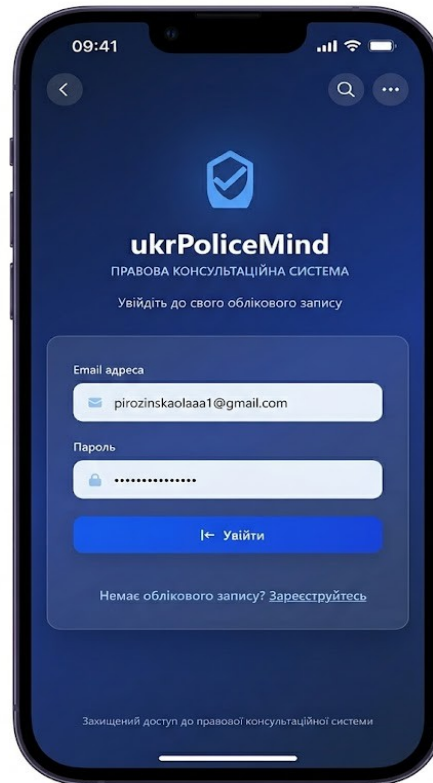 09:41
ukrPoliceMind
ПРАВОВА КОНСУЛЬТАЦІЙНА СИСТЕМА
Увійдіть до свого облікового запису
Email адреса
pirozinskaolaaa1@gmail.com
Пароль
•••••••••••••••
Увійти
Немає облікового запису? Зареєструйтесь
Захищений доступ до правоаої консультаційної системи